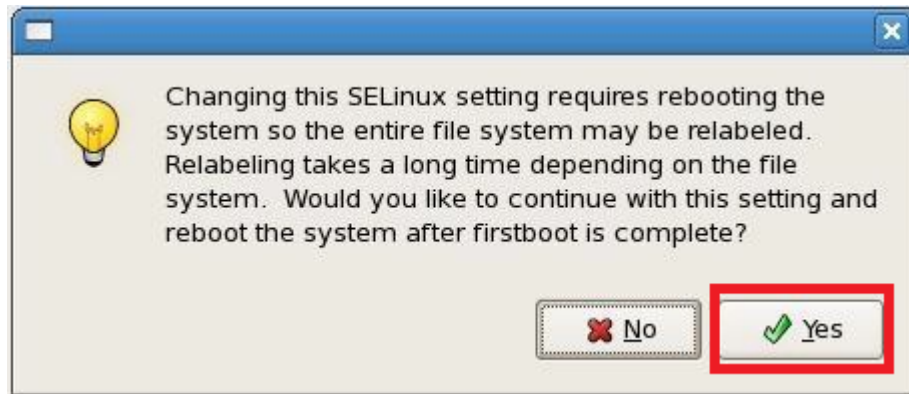 Changing this SELinux setting requires rebooting the
system so the entire file system may be relabeled.
Relabeling takes a long time depending on the file
system.  Would you like to continue with this setting and
reboot the system after firstboot is complete?
No
Yes